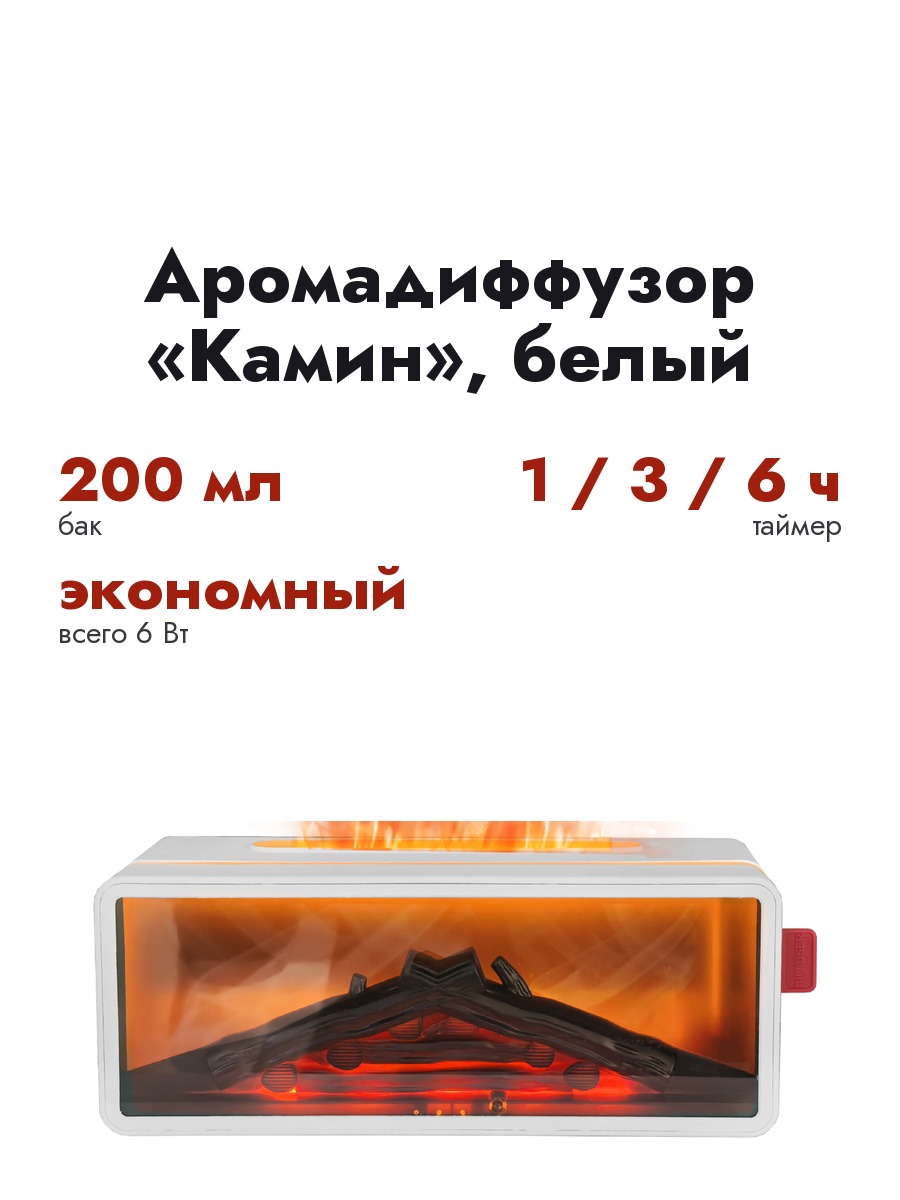 Аромадиффузор
«Камин», белый
200 мл
бак
1 / 3 / 6 ч
таймер
экономный
всего 6 Вт